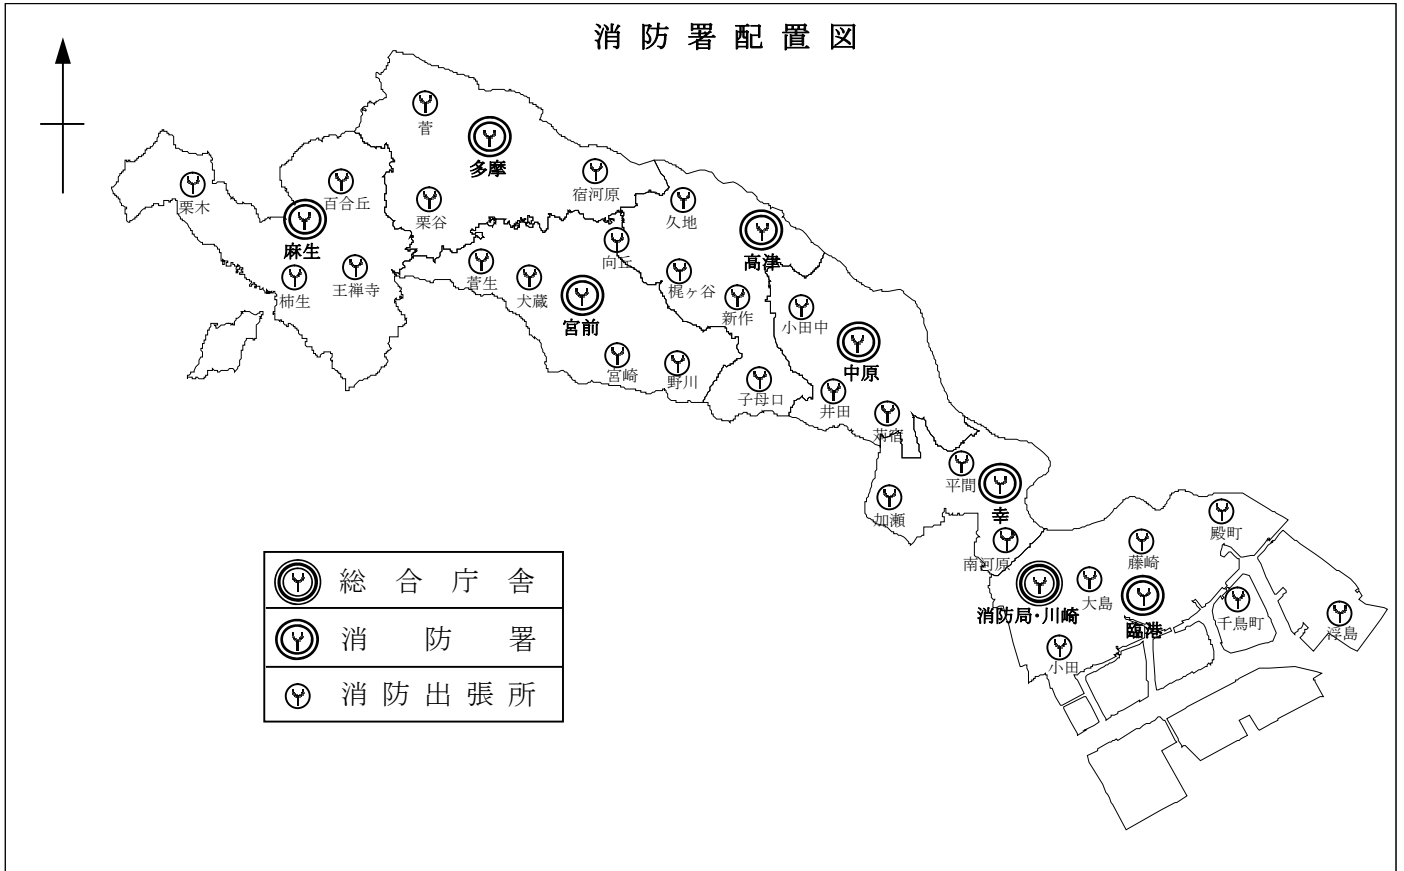 消防署配置図
菅
多摩
宿河原
栗木
百合丘
栗谷
久地
麻生
向丘
高津
柿生
王禅寺
菅生
犬蔵
梶ヶ谷
宮前
新作
小田中
宮崎
野川
中原
子母口
井田
苅宿
平間
加瀬
幸
殿町
南河原
藤崎
消防局・川崎
大島
臨港
千鳥町
浮島
小田
総合庁舎
消防署
消防出張所